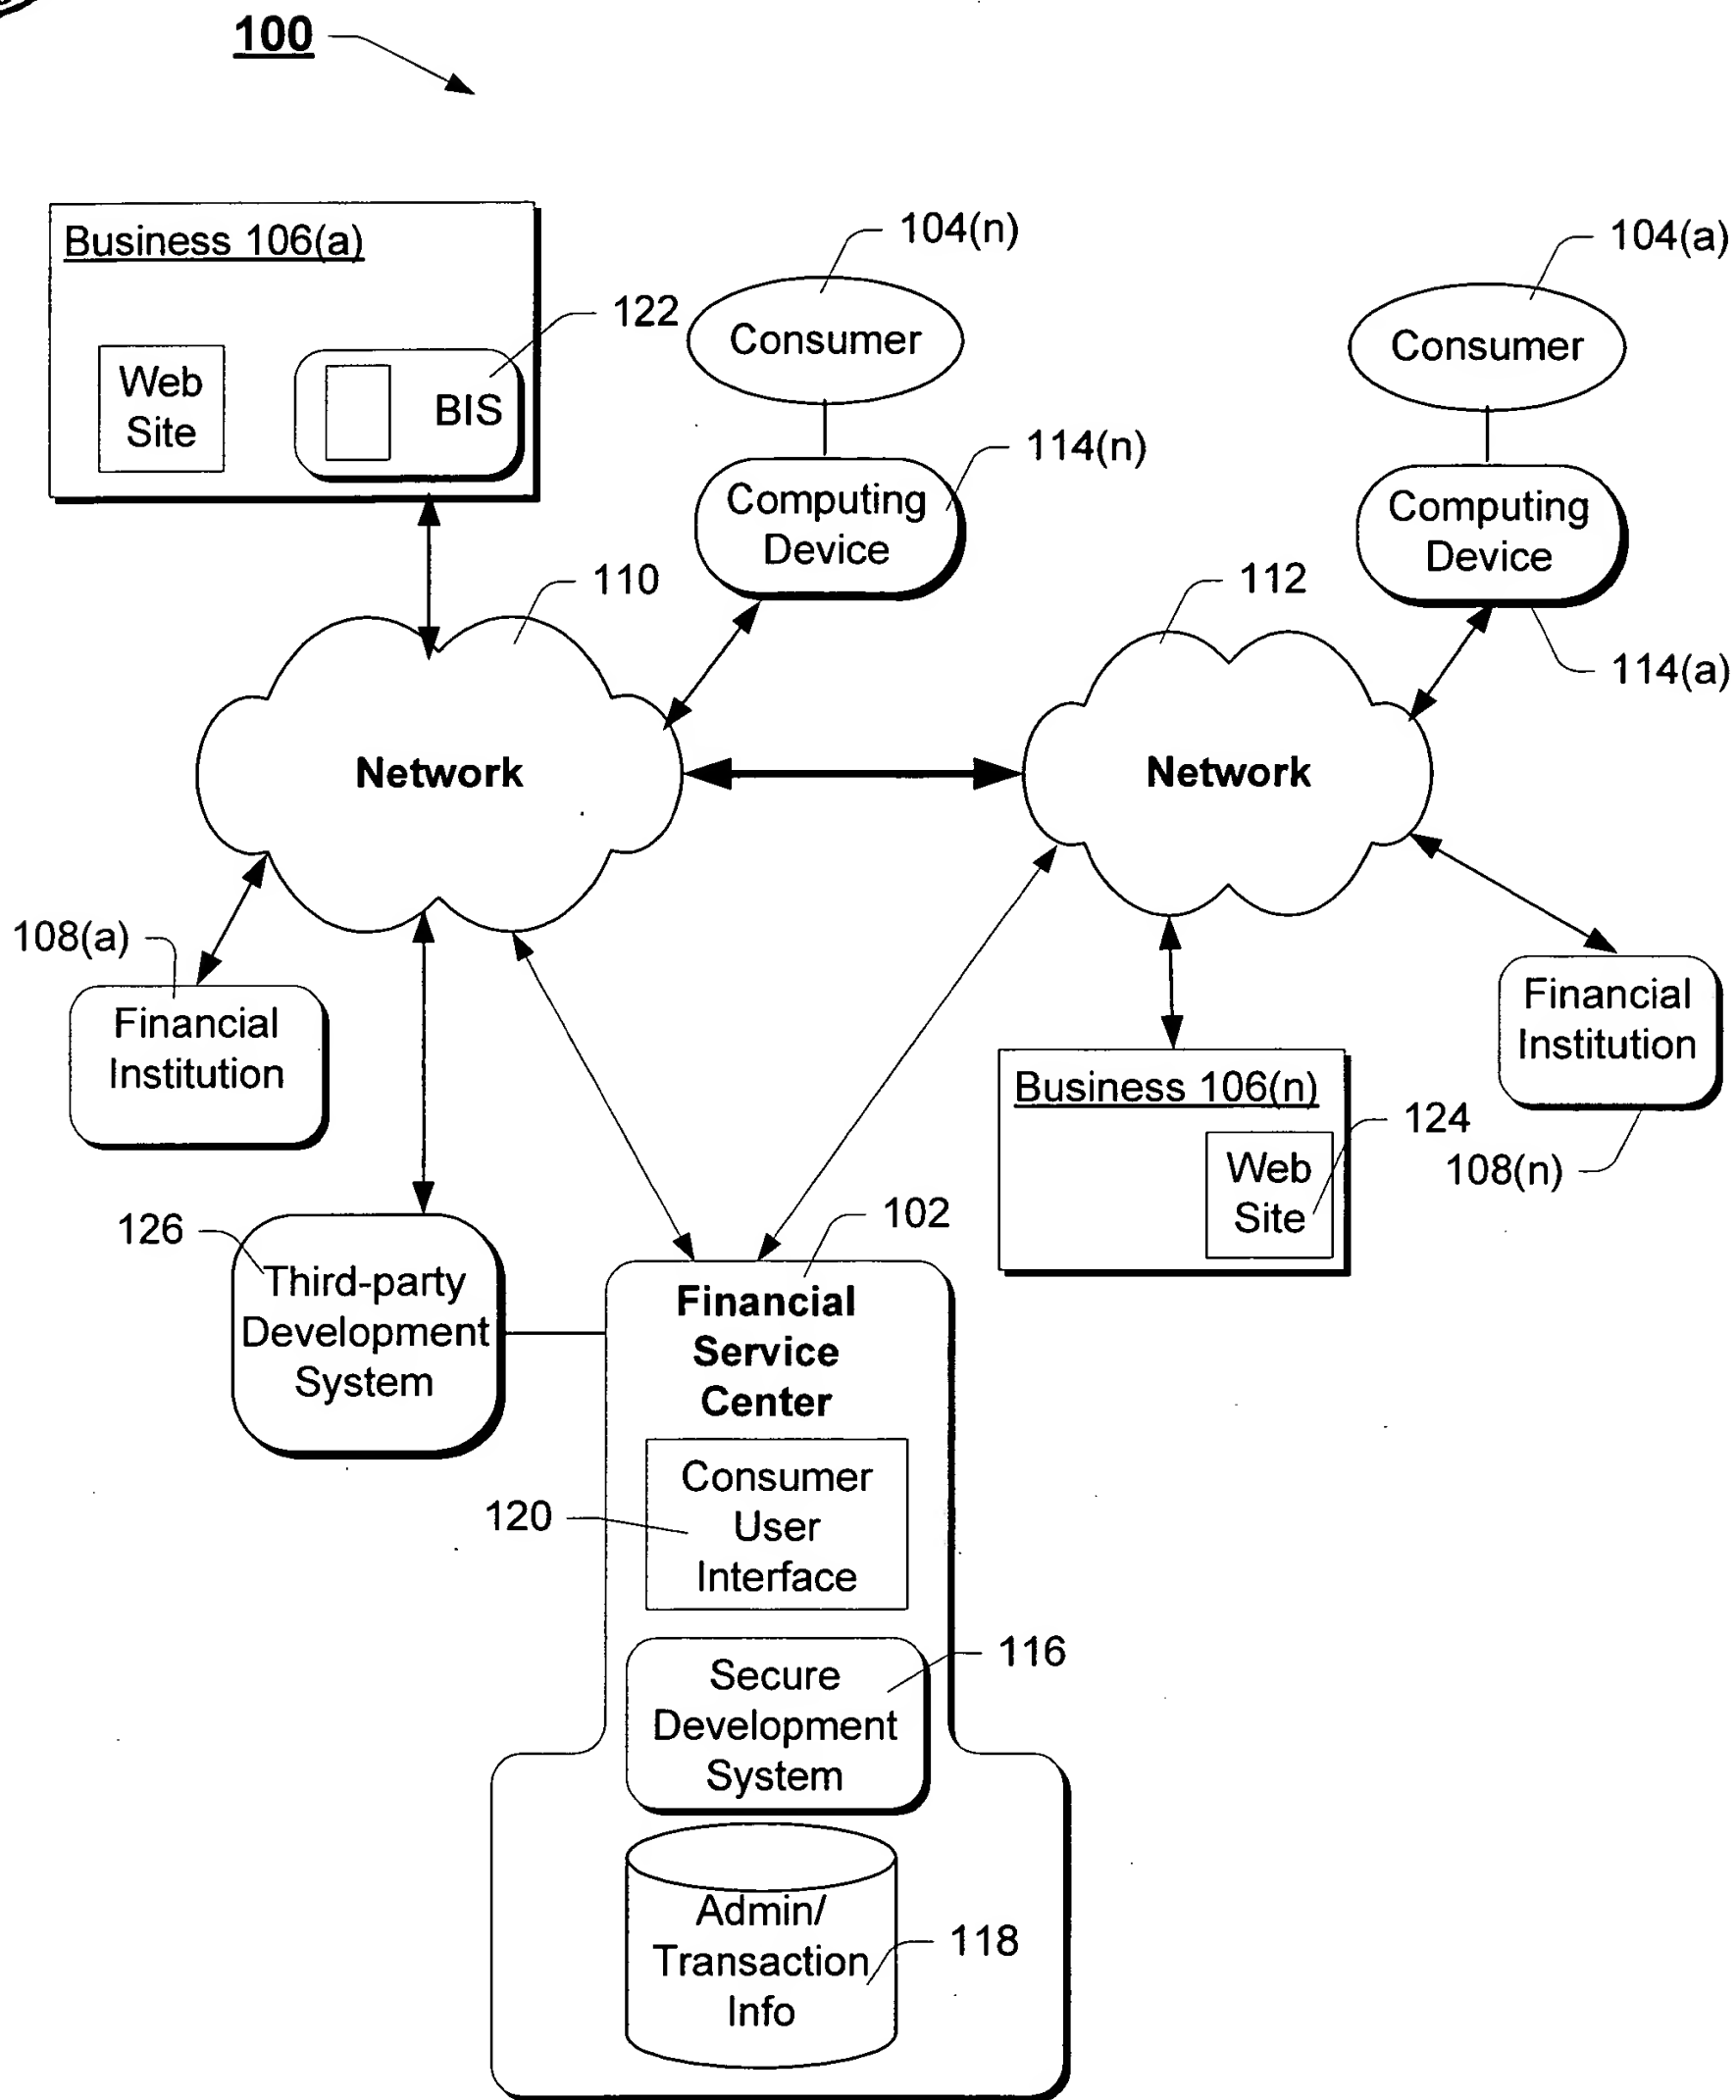 100
Business 106(a)
Web
Site
BIS
122
104(n)
Consumer
114(n)
Computing
Device
104(a)
Consumer
Computing
Device
114(a)
110
Network
112
Network
108(a)
Financial
Institution
Financial
Institution
108(n)
Business 106(n)
124
Web
Site
126
Third-party
Development
System
102
Financial
Service
Center
120
Consumer
User
Interface
116
Secure
Development
System
Admin/
Transaction
Info
118